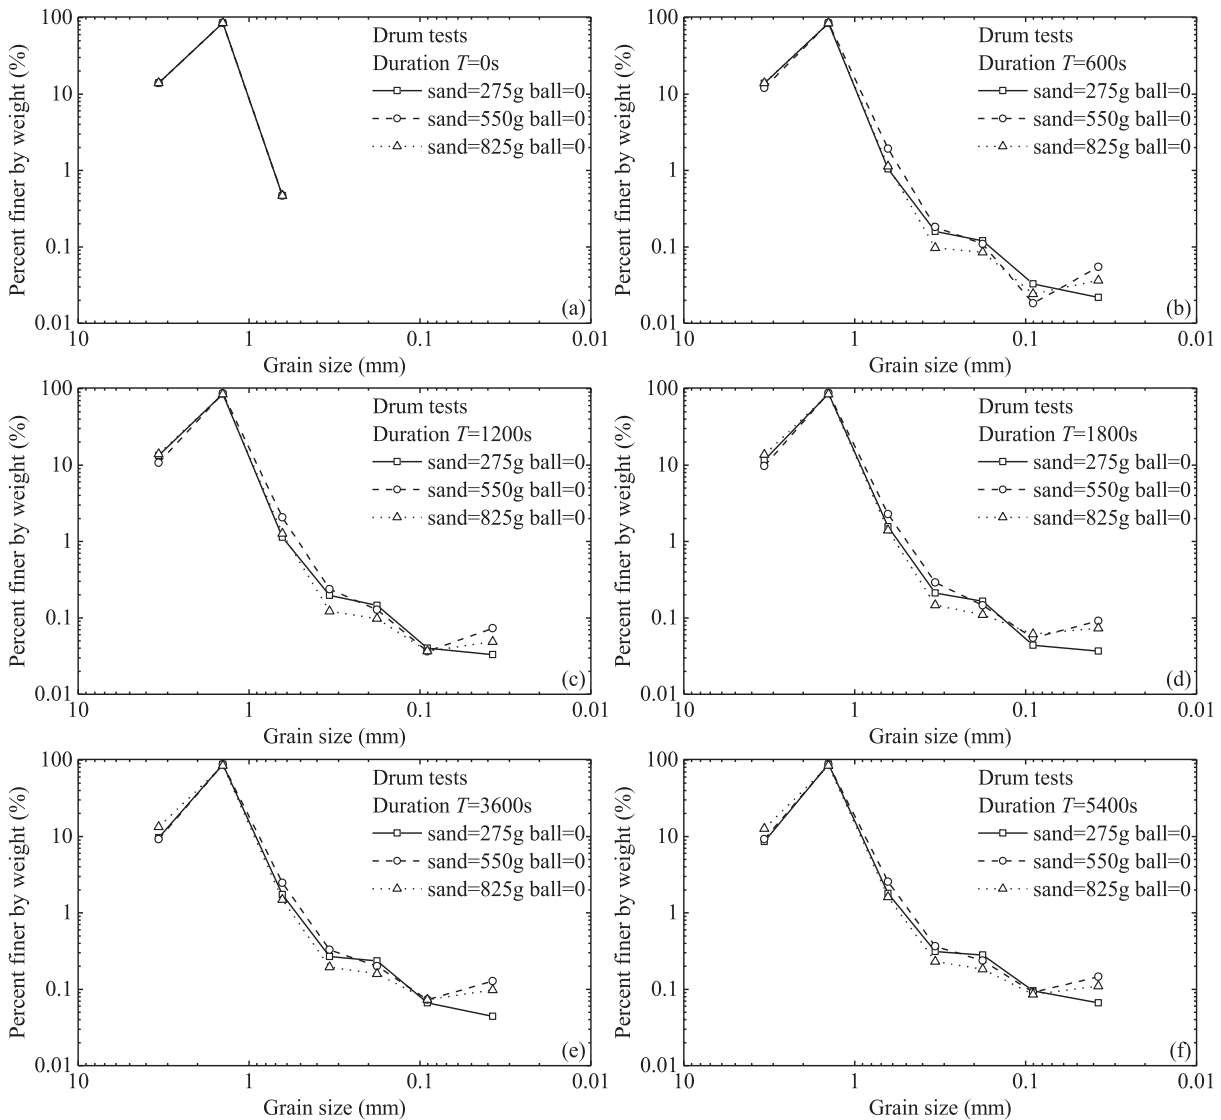 Percent finer by weight (%)
100
10
1
0.1
0.01
Drum tests
Duration T=0s
sand=275g ball=0
sand=550g ball=0
sand=825g ball=0
(a)
10 1 0.1 0.01
Grain size (mm)
Percent finer by weight (%)
100
10
1
0.1
0.01
Drum tests
Duration T=600s
sand=275g ball=0
sand=550g ball=0
sand=825g ball=0
(b)
10 1 0.1 0.01
Grain size (mm)
Percent finer by weight (%)
100
10
1
0.1
0.01
Drum tests
Duration T=1200s
sand=275g ball=0
sand=550g ball=0
sand=825g ball=0
(c)
10 1 0.1 0.01
Grain size (mm)
Percent finer by weight (%)
100
10
1
0.1
0.01
Drum tests
Duration T=1800s
sand=275g ball=0
sand=550g ball=0
sand=825g ball=0
(d)
10 1 0.1 0.01
Grain size (mm)
Percent finer by weight (%)
100
10
1
0.1
0.01
Drum tests
Duration T=3600s
sand=275g ball=0
sand=550g ball=0
sand=825g ball=0
(e)
10 1 0.1 0.01
Grain size (mm)
Percent finer by weight (%)
100
10
1
0.1
0.01
Drum tests
Duration T=5400s
sand=275g ball=0
sand=550g ball=0
sand=825g ball=0
(f)
10 1 0.1 0.01
Grain size (mm)